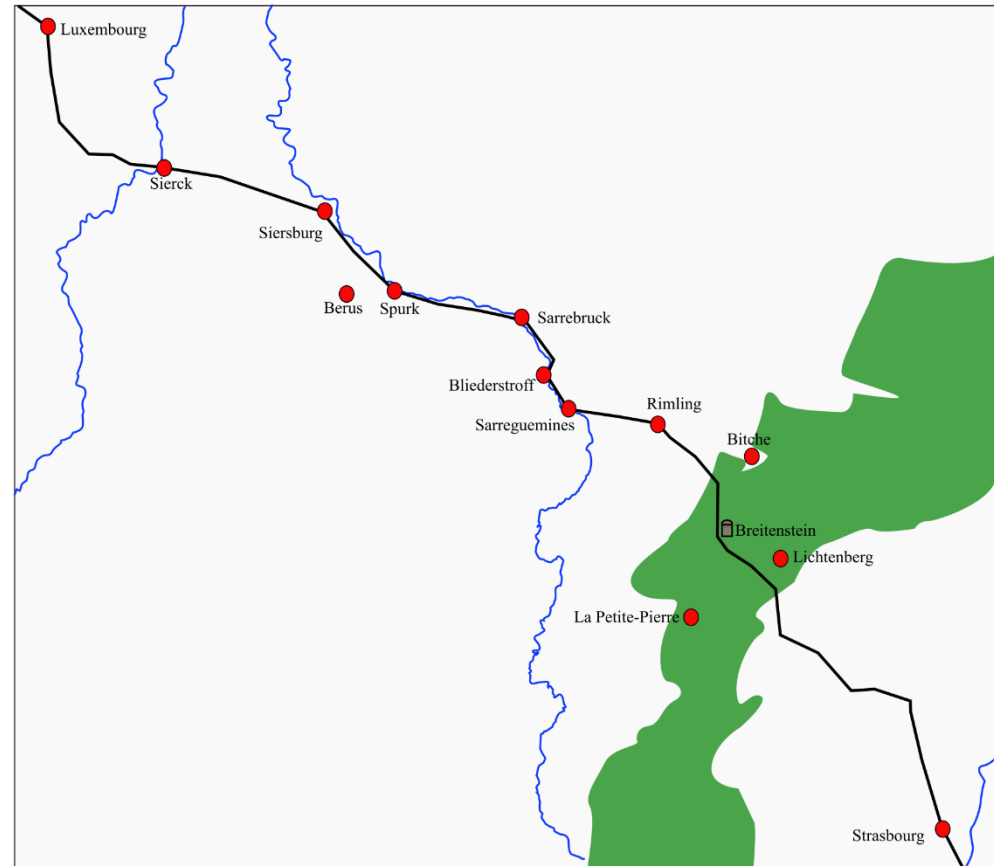 Luxembourg
Sierck
Siersburg
Berus
Spurk
Sarrebruck
Bliederstroff
Sarreguemines
Rimling
Bitche
Breitenstein
Lichtenberg
La Petite-Pierre
Strasbourg